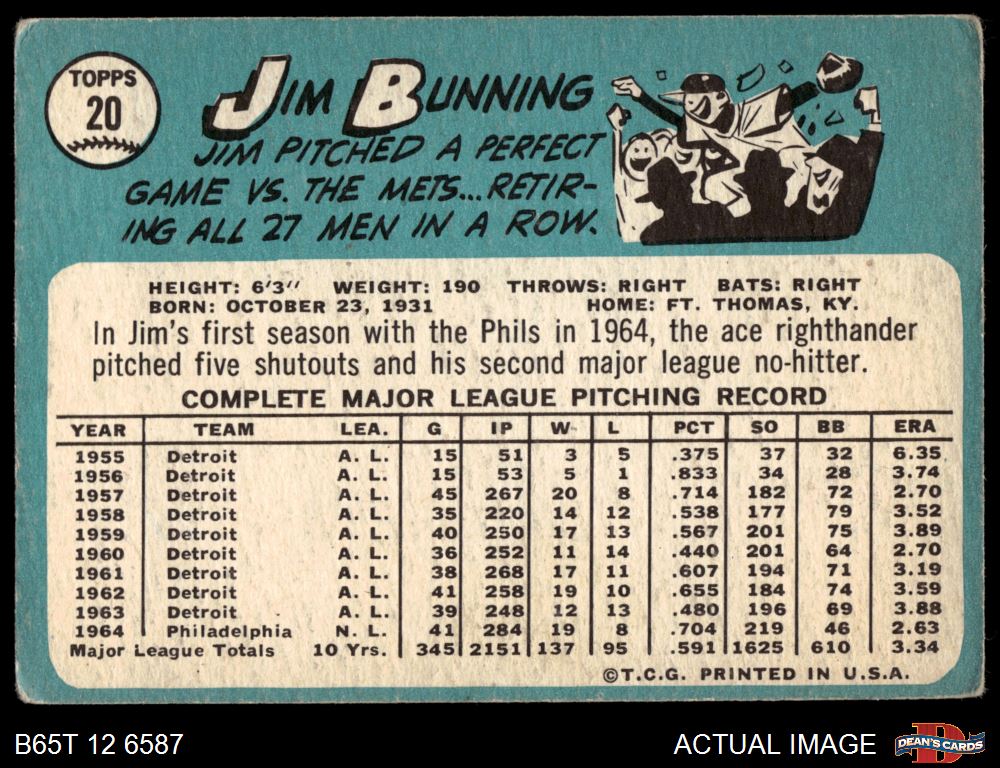 TOPPS
20
JIM BUNNING
JIM PITCHED A PERFECT
GAME VS. THE METS...RETIR-
ING ALL 27 MEN IN A ROW.
HEIGHT: 6'3" WEIGHT: 190 THROWS: RIGHT BATS: RIGHT
BORN: OCTOBER 23, 1931 HOME: FT. THOMAS, KY.
In Jim's first season with the Phils in 1964, the ace righthander
pitched five shutouts and his second major league no-hitter.
COMPLETE MAJOR LEAGUE PITCHING RECORD
YEAR TEAM LEA. G IP W L PCT SO BB ERA
1955 Detroit A. L. 15 51 3 5 .375 37 32 6.35
1956 Detroit A. L. 15 53 5 1 .833 34 28 3.74
1957 Detroit A. L. 45 267 20 8 .714 182 72 2.70
1958 Detroit A. L. 35 220 14 12 .538 177 79 3.52
1959 Detroit A. L. 40 250 17 13 .567 201 75 3.89
1960 Detroit A. L. 36 252 11 14 .440 201 64 2.70
1961 Detroit A. L. 38 268 17 11 .607 194 71 3.19
1962 Detroit A. L. 41 258 19 10 .655 184 74 3.59
1963 Detroit A. L. 39 248 12 13 .480 196 69 3.88
1964 Philadelphia N. L. 41 284 19 8 .704 219 46 2.63
Major League Totals 10 Yrs. 345 2151 137 95 .591 1625 610 3.34
©T.C.G. PRINTED IN U.S.A.
B65T 12 6587 ACTUAL IMAGE DEAN'S CARDS